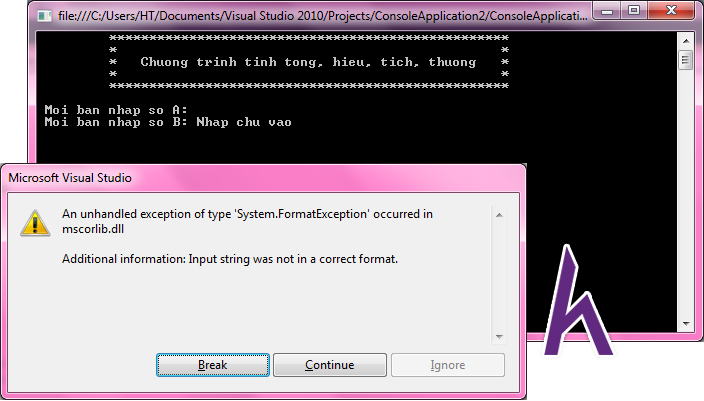 file:///C:/Users/HT/Documents/Visual Studio 2010/Projects/ConsoleApplication2/ConsoleApplicati...
**************************************************
* *
* Chuong trinh tinh tong, hieu, tich, thuong *
* *
**************************************************
Moi ban nhap so A:
Moi ban nhap so B: Nhap chu vao
Microsoft Visual Studio
An unhandled exception of type 'System.FormatException' occurred in
mscorlib.dll
Additional information: Input string was not in a correct format.
Break Continue Ignore